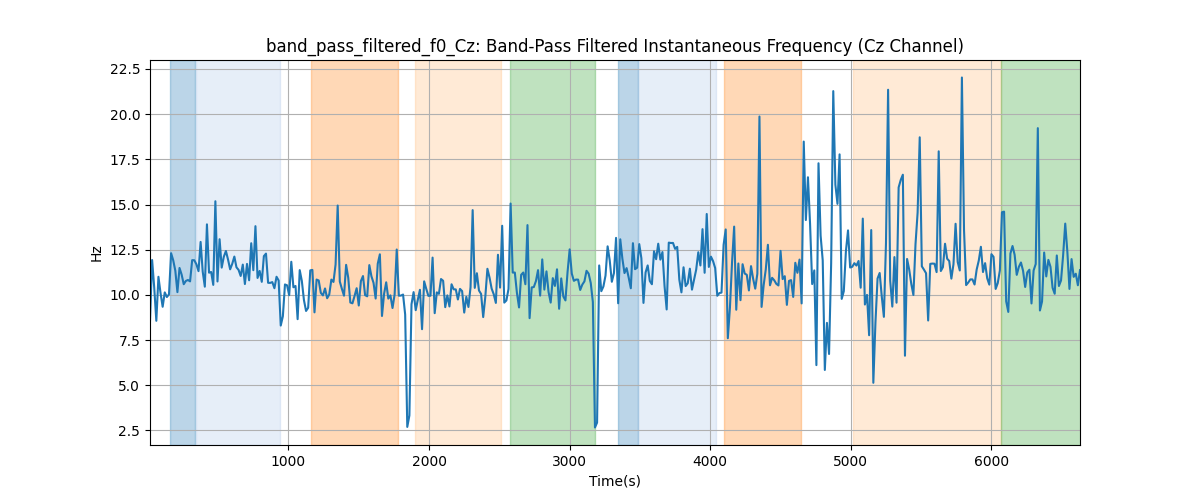 band_pass_filtered_f0_Cz: Band-Pass Filtered Instantaneous Frequency (Cz Channel)
22.5
20.0
17.5
15.0
12.5
10.0
7.5
5.0
2.5
Hz
1000 2000 3000 4000 5000 6000
Time(s)